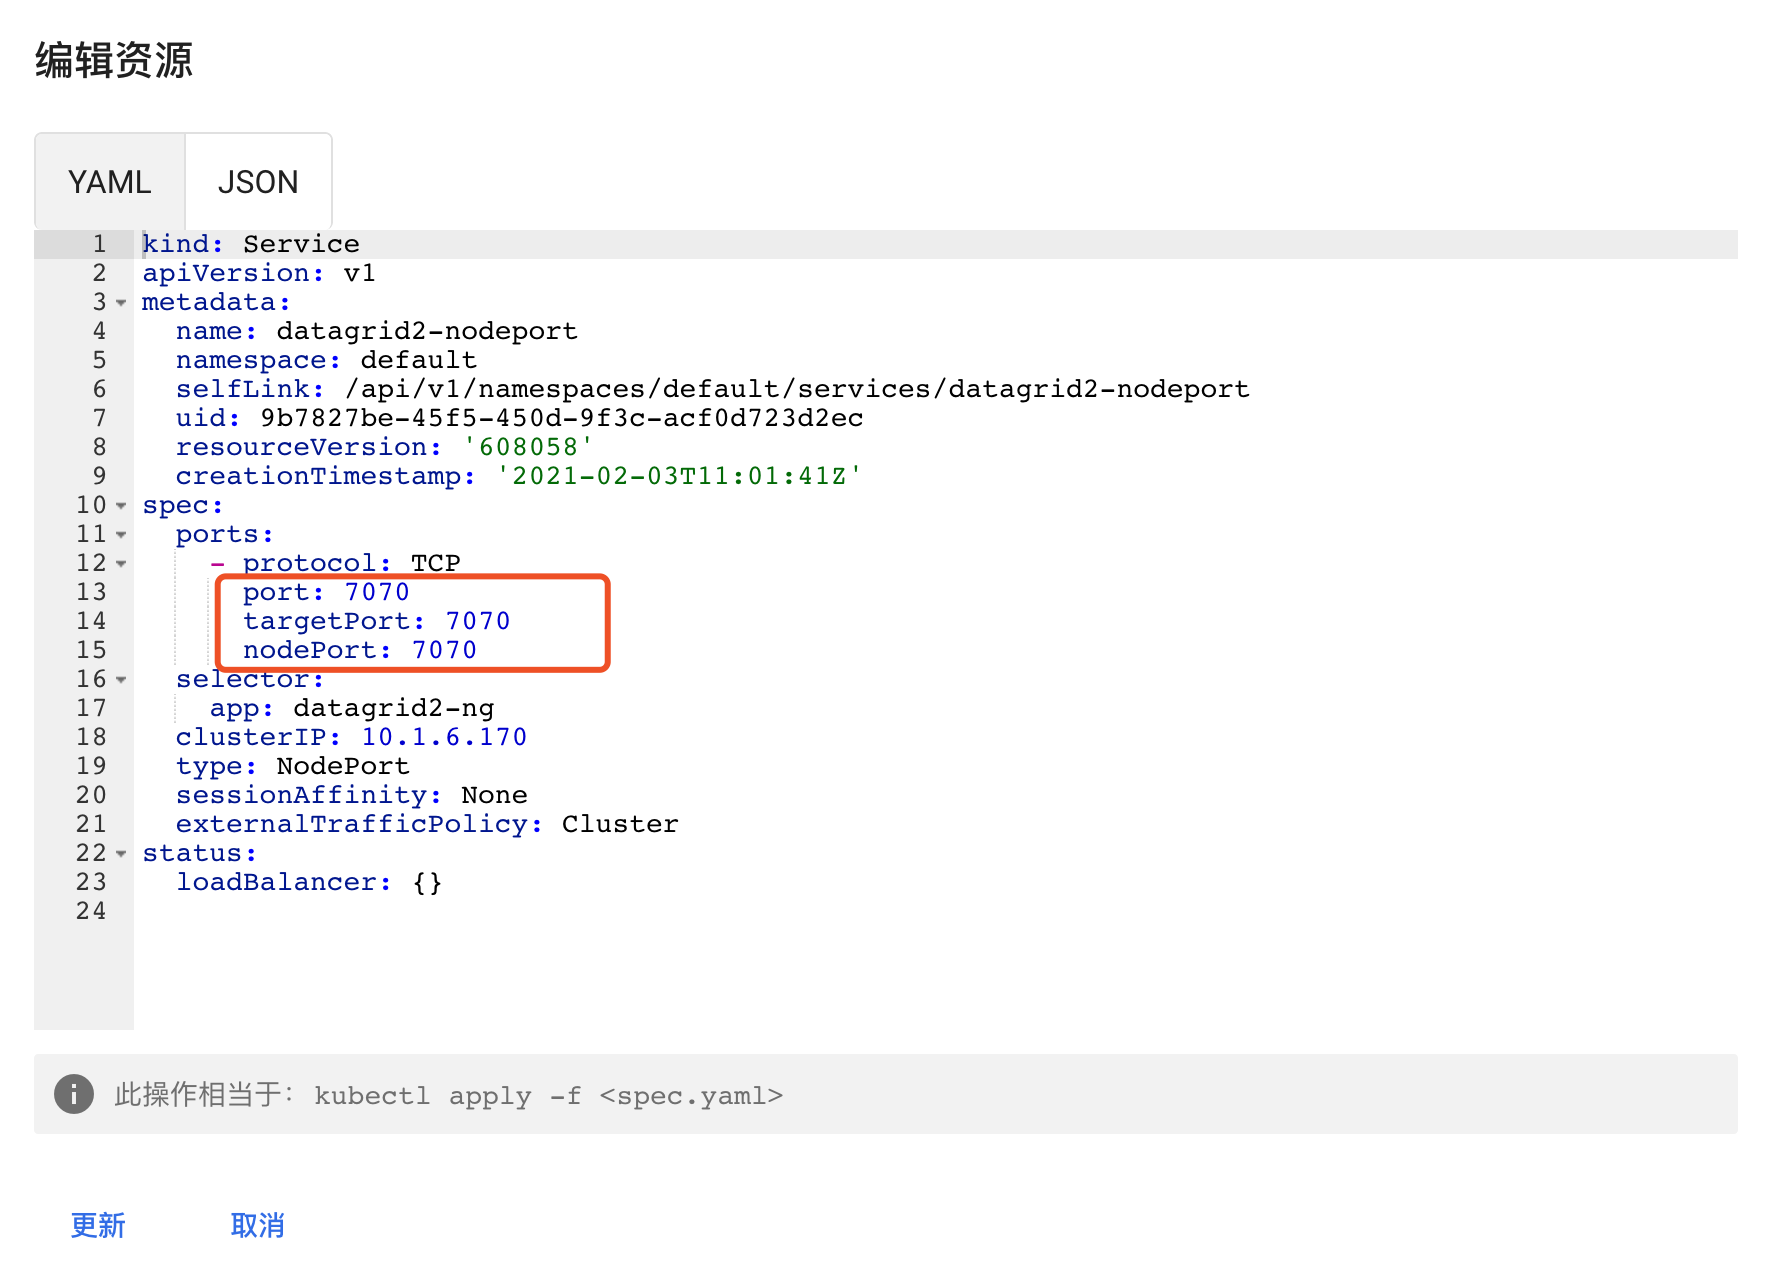 编辑资源
YAML
JSON
1 kind: Service
2 apiVersion: v1
3 metadata:
4 name: datagrid2-nodeport
5 namespace: default
6 selfLink: /api/v1/namespaces/default/services/datagrid2-nodeport
7 uid: 9b7827be-45f5-450d-9f3c-acf0d723d2ec
8 resourceVersion: '608058'
9 creationTimestamp: '2021-02-03T11:01:41Z'
10 spec:
11 ports:
12 - protocol: TCP
13 port: 7070
14 targetPort: 7070
15 nodePort: 7070
16 selector:
17 app: datagrid2-ng
18 clusterIP: 10.1.6.170
19 type: NodePort
20 sessionAffinity: None
21 externalTrafficPolicy: Cluster
22 status:
23 loadBalancer: {}
24
此操作相当于: kubectl apply -f <spec.yaml>
更新
取消